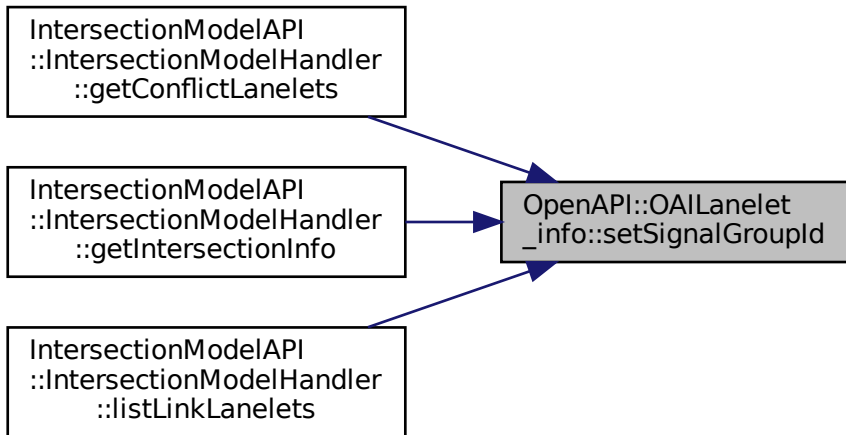 IntersectionModelAPI
::IntersectionModelHandler
::getConflictLanelets
IntersectionModelAPI
::IntersectionModelHandler
::getIntersectionInfo
OpenAPI::OAILanelet
_info::setSignalGroupId
IntersectionModelAPI
::IntersectionModelHandler
::listLinkLanelets